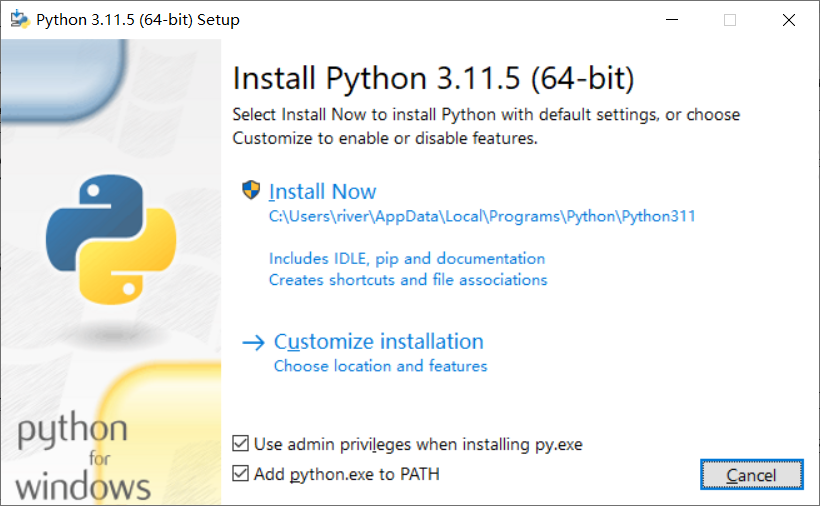 Python 3.11.5 (64-bit) Setup
Install Python 3.11.5 (64-bit)
Select Install Now to install Python with default settings, or choose
Customize to enable or disable features.
Install Now
C:\Users\river\AppData\Local\Programs\Python\Python311
Includes IDLE, pip and documentation
Creates shortcuts and file associations
Customize installation
Choose location and features
Use admin privileges when installing py.exe
Add python.exe to PATH
Cancel
python
for
windows